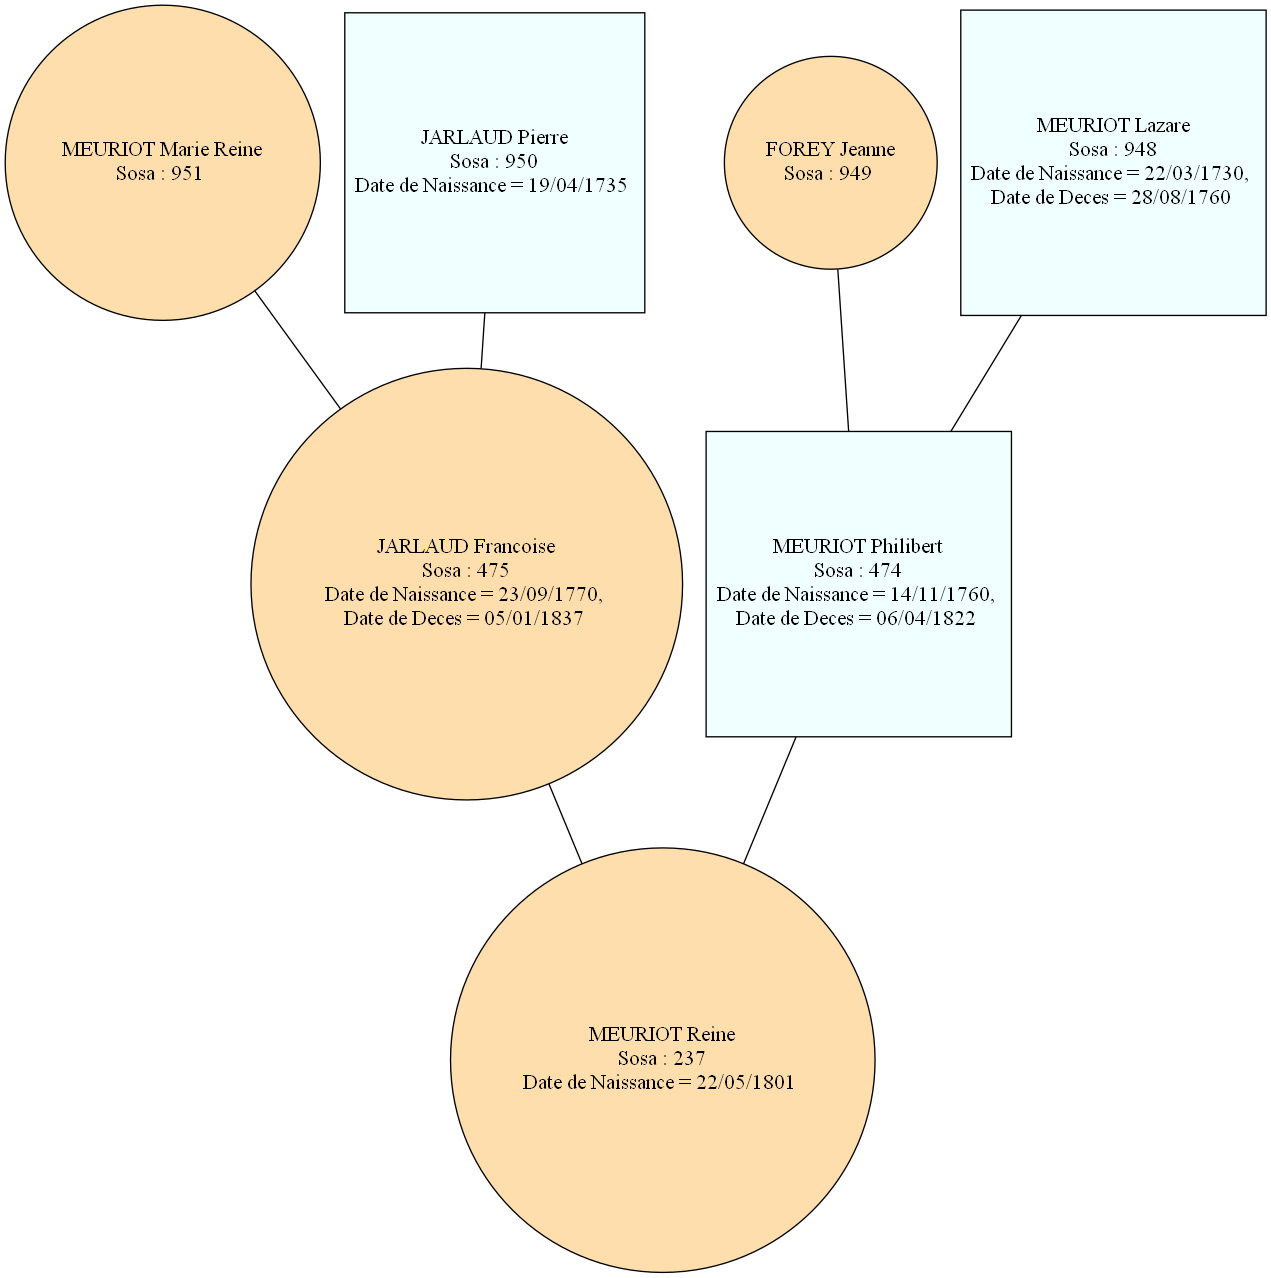 MEURIOT Marie Reine
Sosa : 951
JARLAUD Pierre
Sosa : 950
Date de Naissance = 19/04/1735
FOREY Jeanne
Sosa : 949
MEURIOT Lazare
Sosa : 948
Date de Naissance = 22/03/1730,
Date de Deces = 28/08/1760
JARLAUD Francoise
Sosa : 475
Date de Naissance = 23/09/1770,
Date de Deces = 05/01/1837
MEURIOT Philibert
Sosa : 474
Date de Naissance = 14/11/1760,
Date de Deces = 06/04/1822
MEURIOT Reine
Sosa : 237
Date de Naissance = 22/05/1801